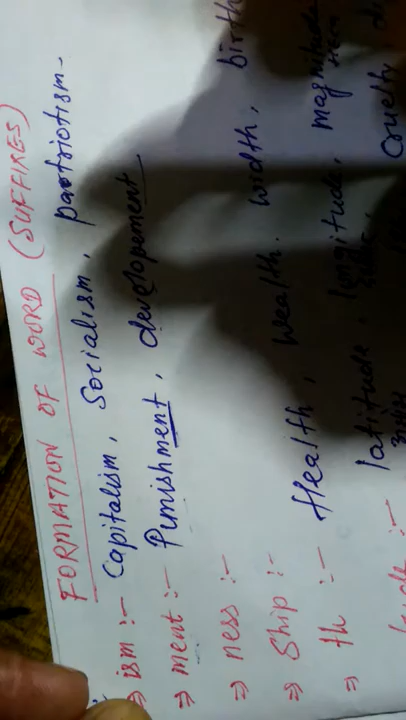 FORMATION OF WORD (SUFFIXES)
⇒ ism :- Capitalism, Socialism, patriotism.
⇒ ment :- Punishment, developement
⇒ ness :-
⇒ Ship :-
⇒ th :- Health, wealth, width, birth
latitude, longitude, magnitude
cruelty,